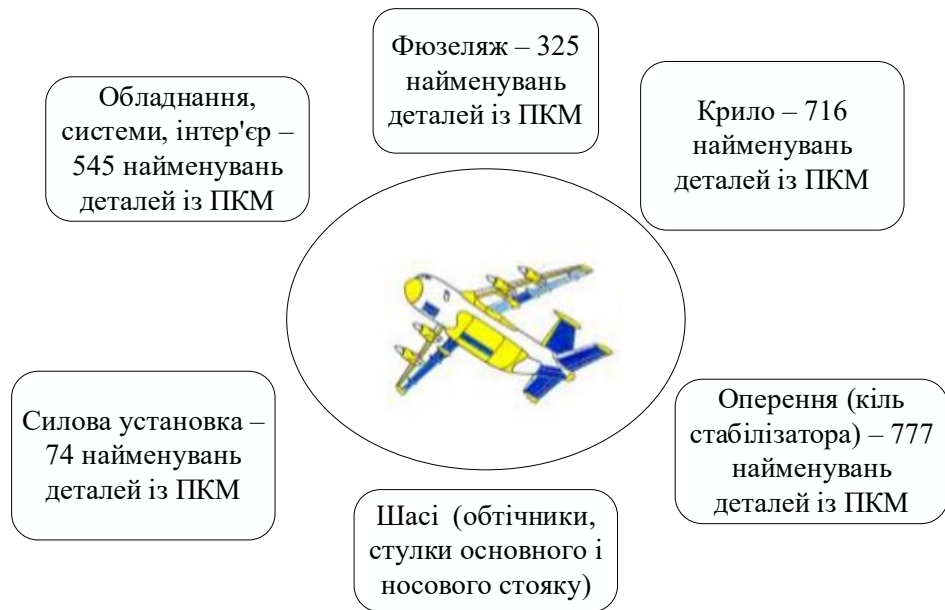 Фюзеляж – 325
найменувань
деталей із ПКМ
Обладнання,
системи, інтер'єр –
545 найменувань
деталей із ПКМ
Крило – 716
найменувань
деталей із ПКМ
Силова установка –
74 найменувань
деталей із ПКМ
Оперення (кіль
стабілізатора) – 777
найменувань
деталей із ПКМ
Шасі (обтічники,
стулки основного і
носового стояку)